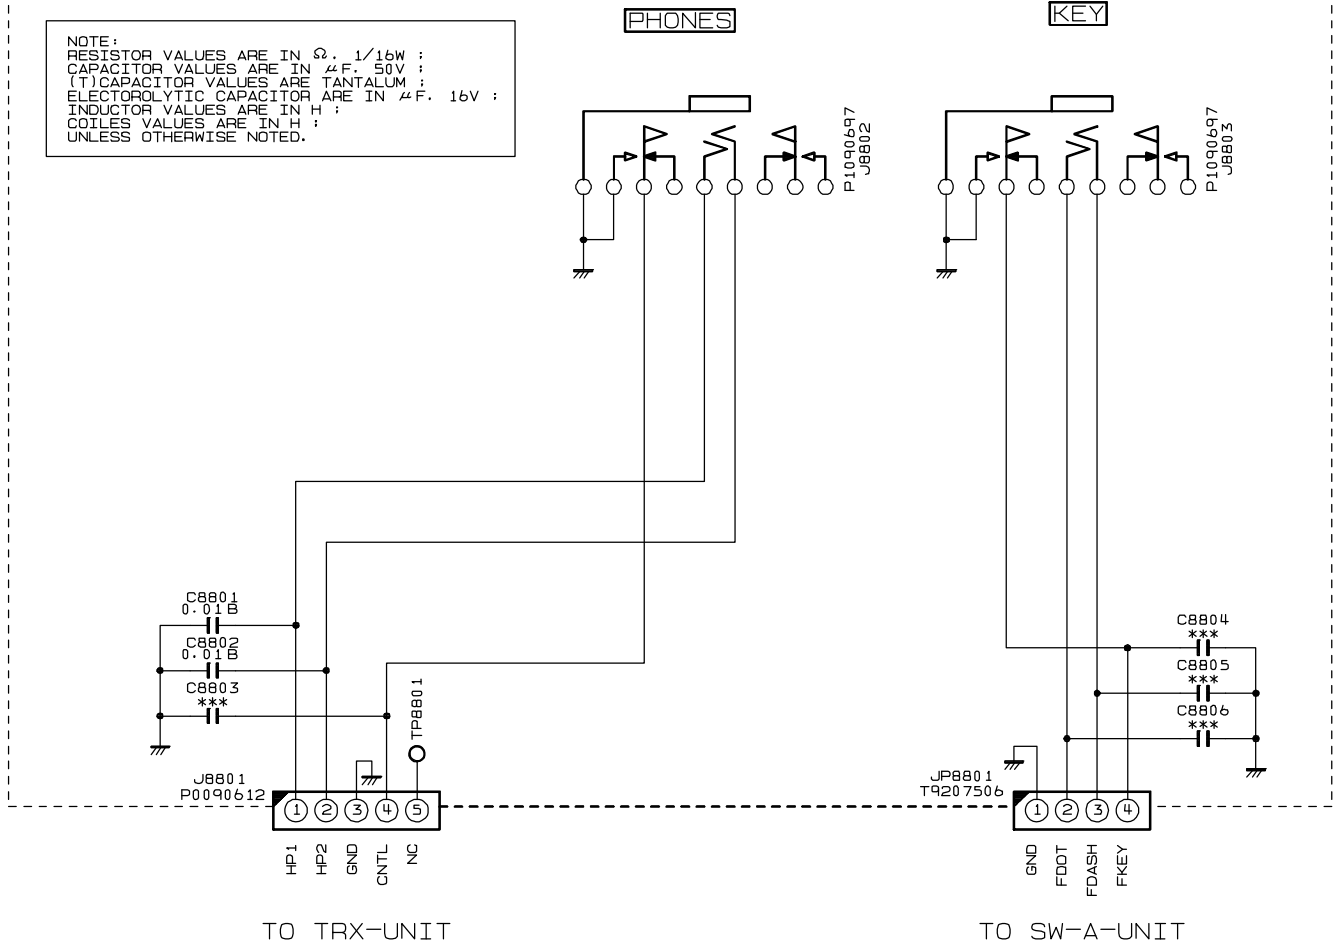 PHONES
KEY
NOTE:
RESISTOR VALUES ARE IN Ω. 1/16W ;
CAPACITOR VALUES ARE IN μF. 50V ;
(T)CAPACITOR VALUES ARE TANTALUM ;
ELECTOROLYTIC CAPACITOR ARE IN μF. 16V ;
INDUCTOR VALUES ARE IN H ;
COILES VALUES ARE IN H ;
UNLESS OTHERWISE NOTED.
P1090697
J8802
P1090697
J8803
C8801
0.01B
C8802
0.01B
C8803
***
TP8801
C8804
***
C8805
***
C8806
***
J8801
P0090612
1 2 3 4 5
HP1
HP2
GND
CNTL
NC
JP8801
T9207506
1 2 3 4
GND
FDOT
FDASH
FKEY
TO TRX-UNIT
TO SW-A-UNIT